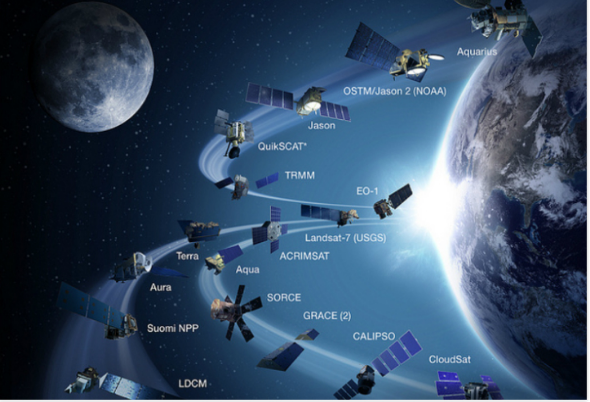 Aquarius
OSTM/Jason 2 (NOAA)
Jason
QuikSCAT*
TRMM
EO-1
Landsat-7 (USGS)
Terra
ACRIMSAT
Aqua
Aura
SORCE
GRACE (2)
Suomi NPP
CALIPSO
CloudSat
LDCM